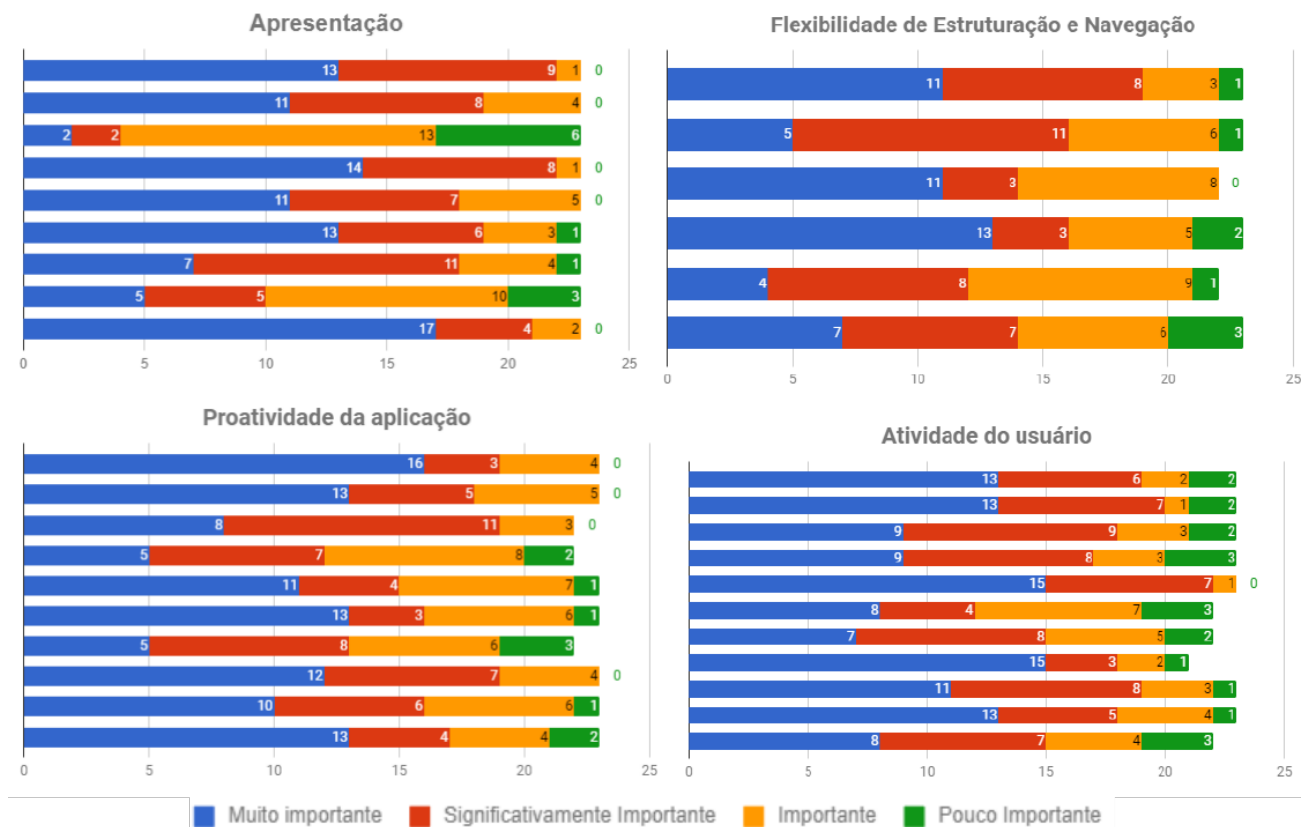 Apresentação
13 9 1 0
11 8 4 0
2 2 13 6
14 8 1 0
11 7 5 0
13 6 3 1
7 11 4 1
5 5 10 3
17 4 2 0
0 5 10 15 20 25
Flexibilidade de Estruturação e Navegação
11 8 3 1
5 11 6 1
11 3 8 0
13 3 5 2
4 8 9 1
7 7 6 3
0 5 10 15 20 25
Proatividade da aplicação
16 3 4 0
13 5 5 0
8 11 3 0
5 7 8 2
11 4 7 1
13 3 6 1
5 8 6 3
12 7 4 0
10 6 6 1
13 4 4 2
0 5 10 15 20 25
Atividade do usuário
13 6 2 2
13 7 1 2
9 9 3 2
9 8 3 3
15 7 1 0
8 4 7 3
7 8 5 2
15 3 2 1
11 8 3 1
13 5 4 1
8 7 4 3
0 5 10 15 20 25
Muito importante Significativamente Importante Importante Pouco Importante